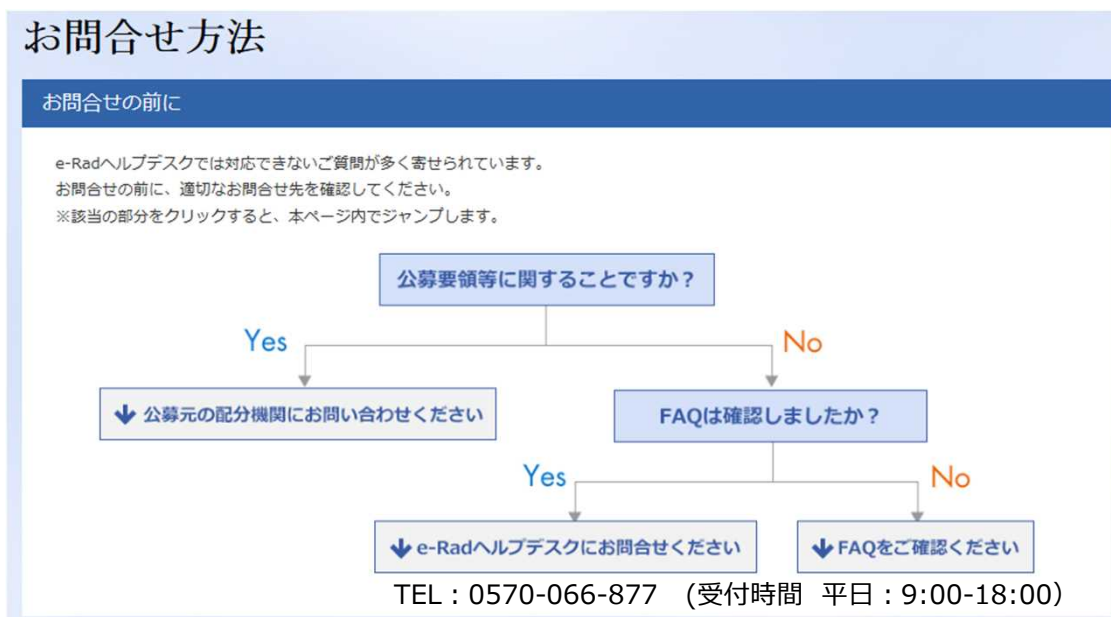 お問合せ方法
お問合せの前に
e-Radヘルプデスクでは対応できないご質問が多く寄せられています。
お問合せの前に、適切なお問合せ先を確認してください。
※該当の部分をクリックすると、本ページ内でジャンプします。
公募要領等に関することですか？
Yes
No
公募元の配分機関にお問い合わせください
FAQは確認しましたか？
Yes
No
e-Radヘルプデスクにお問合せください
FAQをご確認ください
TEL：0570-066-877 (受付時間 平日：9:00-18:00）